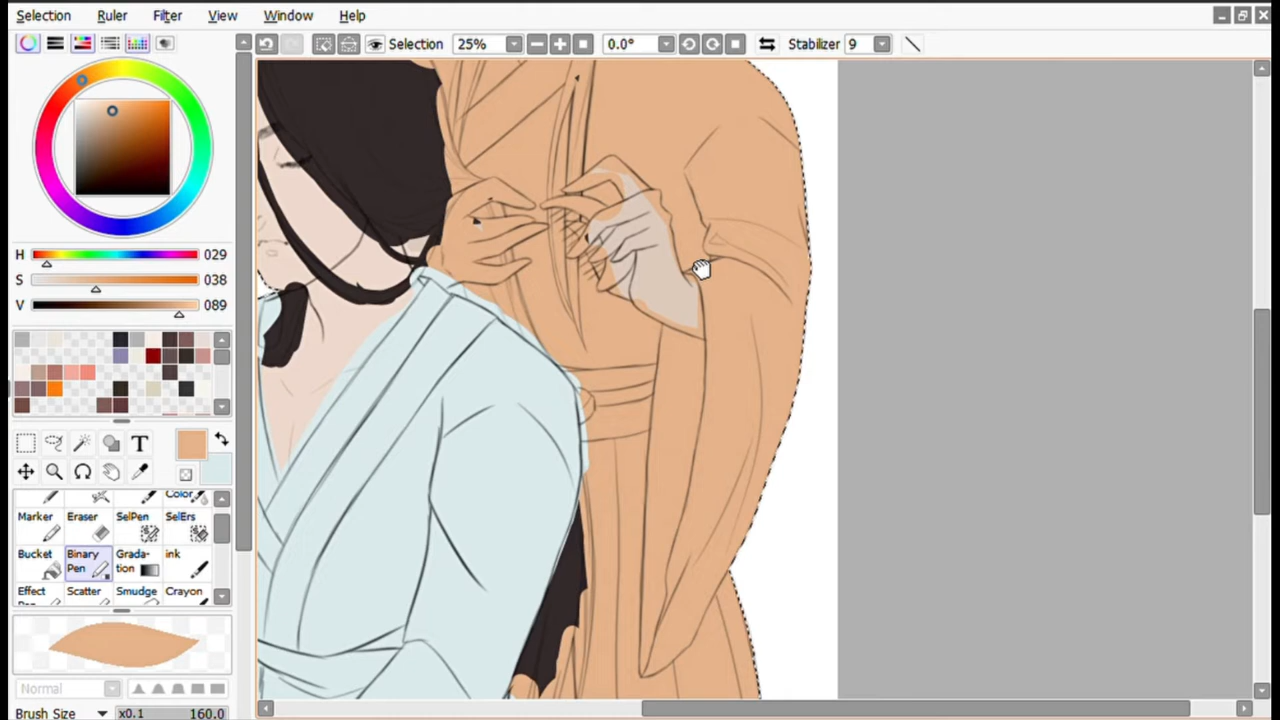 Selection Ruler Filter View Window Help
Selection 25% 0.0° Stabilizer 9
H 029
S 038
V 089
T
Color
Marker Eraser SelPen SelErs
Bucket Binary Pen Grada-tion ink
Effect Scatter Smudge Crayon
Normal
Brush Size x0.1 160.0